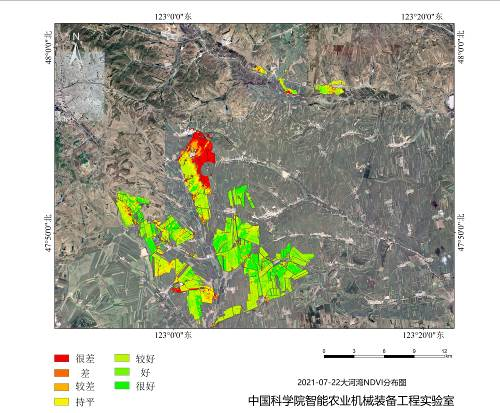 123°0'0"东 123°20'0"东
48°0'0"北 48°0'0"北
N
47°50'0"北 47°50'0"北
123°0'0"东 123°20'0"东
很差 较好
差 好
较差 很好
持平
0 3 6 9 12
km
2021-07-22大河湾NDVI分布图
中国科学院智能农业机械装备工程实验室